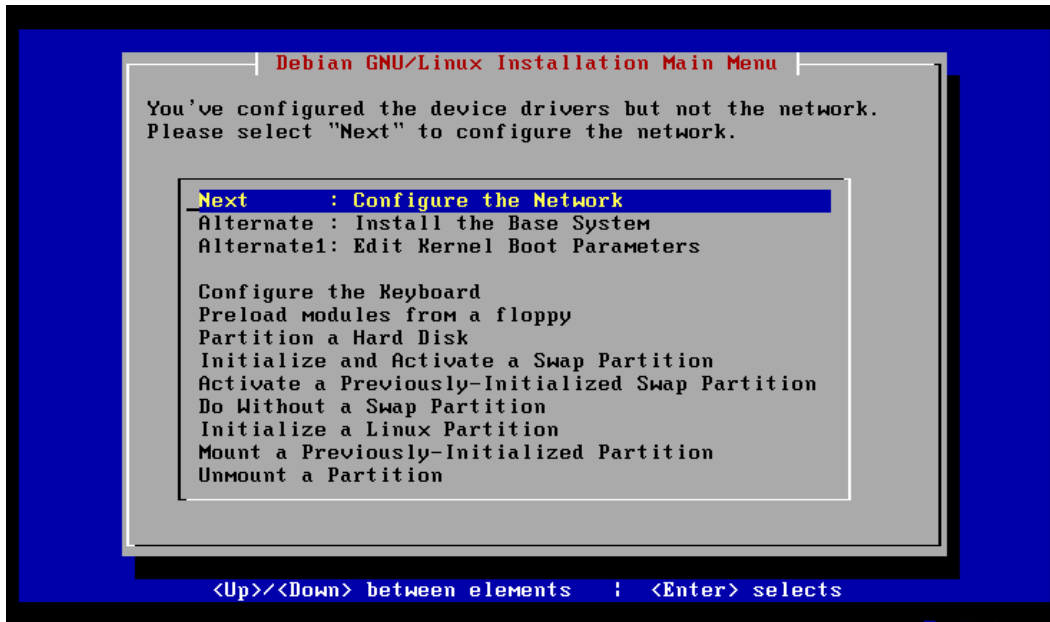 Debian GNU/Linux Installation Main Menu
You've configured the device drivers but not the network.
Please select "Next" to configure the network.
Next      : Configure the Network
Alternate : Install the Base System
Alternate1: Edit Kernel Boot Parameters
Configure the Keyboard
Preload modules from a floppy
Partition a Hard Disk
Initialize and Activate a Swap Partition
Activate a Previously-Initialized Swap Partition
Do Without a Swap Partition
Initialize a Linux Partition
Mount a Previously-Initialized Partition
Unmount a Partition
<Up>/<Down> between elements   ¦  <Enter> selects